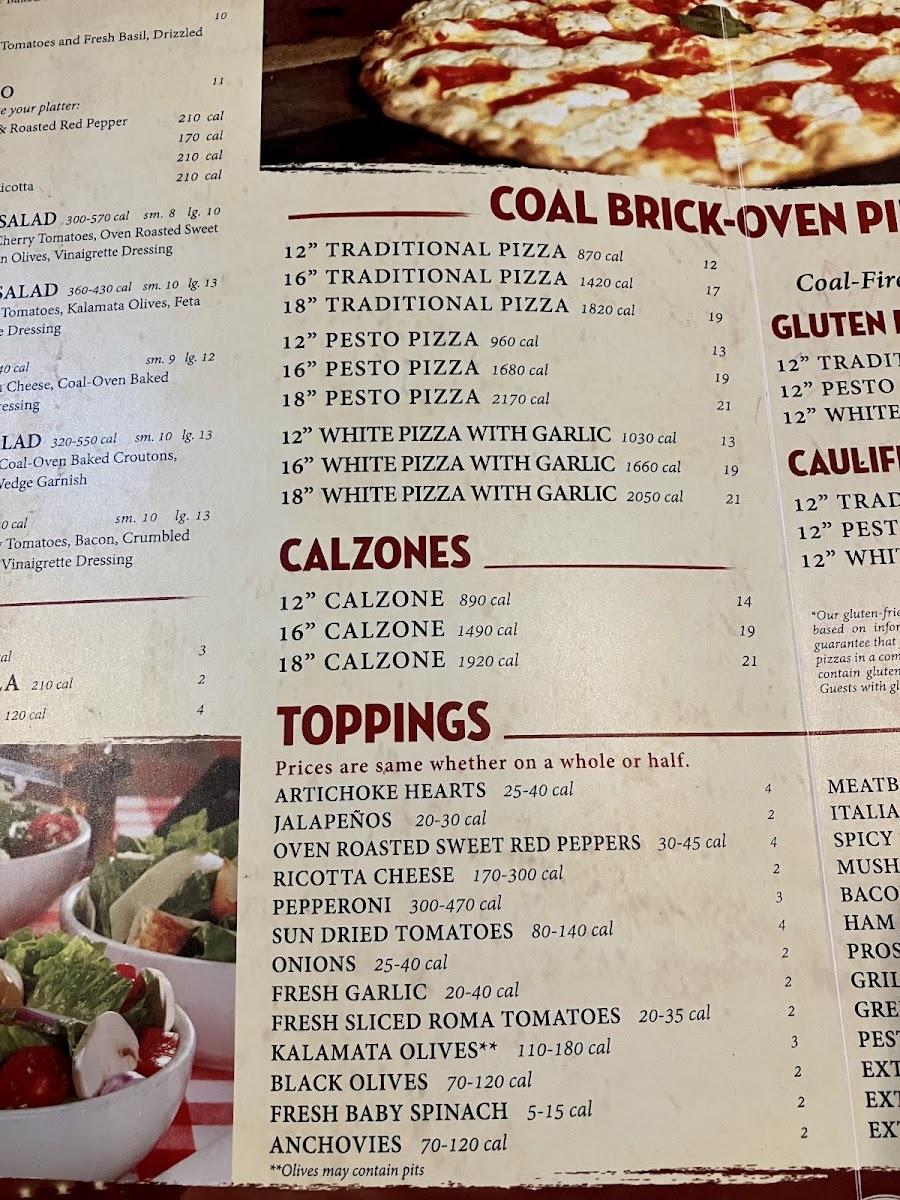 10
Tomatoes and Fresh Basil, Drizzled
O 11
your platter:
& Roasted Red Pepper 210 cal
170 cal
210 cal
210 cal
SALAD 300-570 cal sm. 8 lg. 10
Cherry Tomatoes, Oven Roasted Sweet
Olives, Vinaigrette Dressing
SALAD 360-430 cal sm. 10 lg. 13
Tomatoes, Kalamata Olives, Feta
Dressing
cal sm. 9 lg. 12
Cheese, Coal-Oven Baked
320-550 cal sm. 10 lg. 13
Coal-Oven Baked Croutons,
Wedge Garnish
cal sm. 10 lg. 13
Tomatoes, Bacon, Crumbled
Vinaigrette Dressing
3
210 cal 2
120 cal 4
COAL BRICK-OVEN PI
12” TRADITIONAL PIZZA 870 cal 12
16” TRADITIONAL PIZZA 1420 cal 17
18” TRADITIONAL PIZZA 1820 cal 19
12” PESTO PIZZA 960 cal 13
16” PESTO PIZZA 1680 cal 19
18” PESTO PIZZA 2170 cal 21
12” WHITE PIZZA WITH GARLIC 1030 cal 13
16” WHITE PIZZA WITH GARLIC 1660 cal 19
18” WHITE PIZZA WITH GARLIC 2050 cal 21
CALZONES
12” CALZONE 890 cal 14
16” CALZONE 1490 cal 19
18” CALZONE 1920 cal 21
TOPPINGS
Prices are same whether on a whole or half.
ARTICHOKE HEARTS 25-40 cal 4
JALAPEÑOS 20-30 cal 2
OVEN ROASTED SWEET RED PEPPERS 30-45 cal 4
RICOTTA CHEESE 170-300 cal 2
PEPPERONI 300-470 cal 3
SUN DRIED TOMATOES 80-140 cal 4
ONIONS 25-40 cal 2
FRESH GARLIC 20-40 cal 2
FRESH SLICED ROMA TOMATOES 20-35 cal 2
KALAMATA OLIVES** 110-180 cal 3
BLACK OLIVES 70-120 cal 2
FRESH BABY SPINACH 5-15 cal 2
ANCHOVIES 70-120 cal 2
**Olives may contain pits
Coal-Fire
GLUTEN
12” TRADIT
12” PESTO
12” WHITE
CAULIF
12” TRAD
12” PEST
12” WHI
*Our gluten-frie
based on infor
guarantee that
pizzas in a com
contain gluten
Guests with gl
MEATB
ITALIA
SPICY
MUSH
BACO
HAM
PROS
GRIL
GREE
PEST
EXT
EXT
EXT